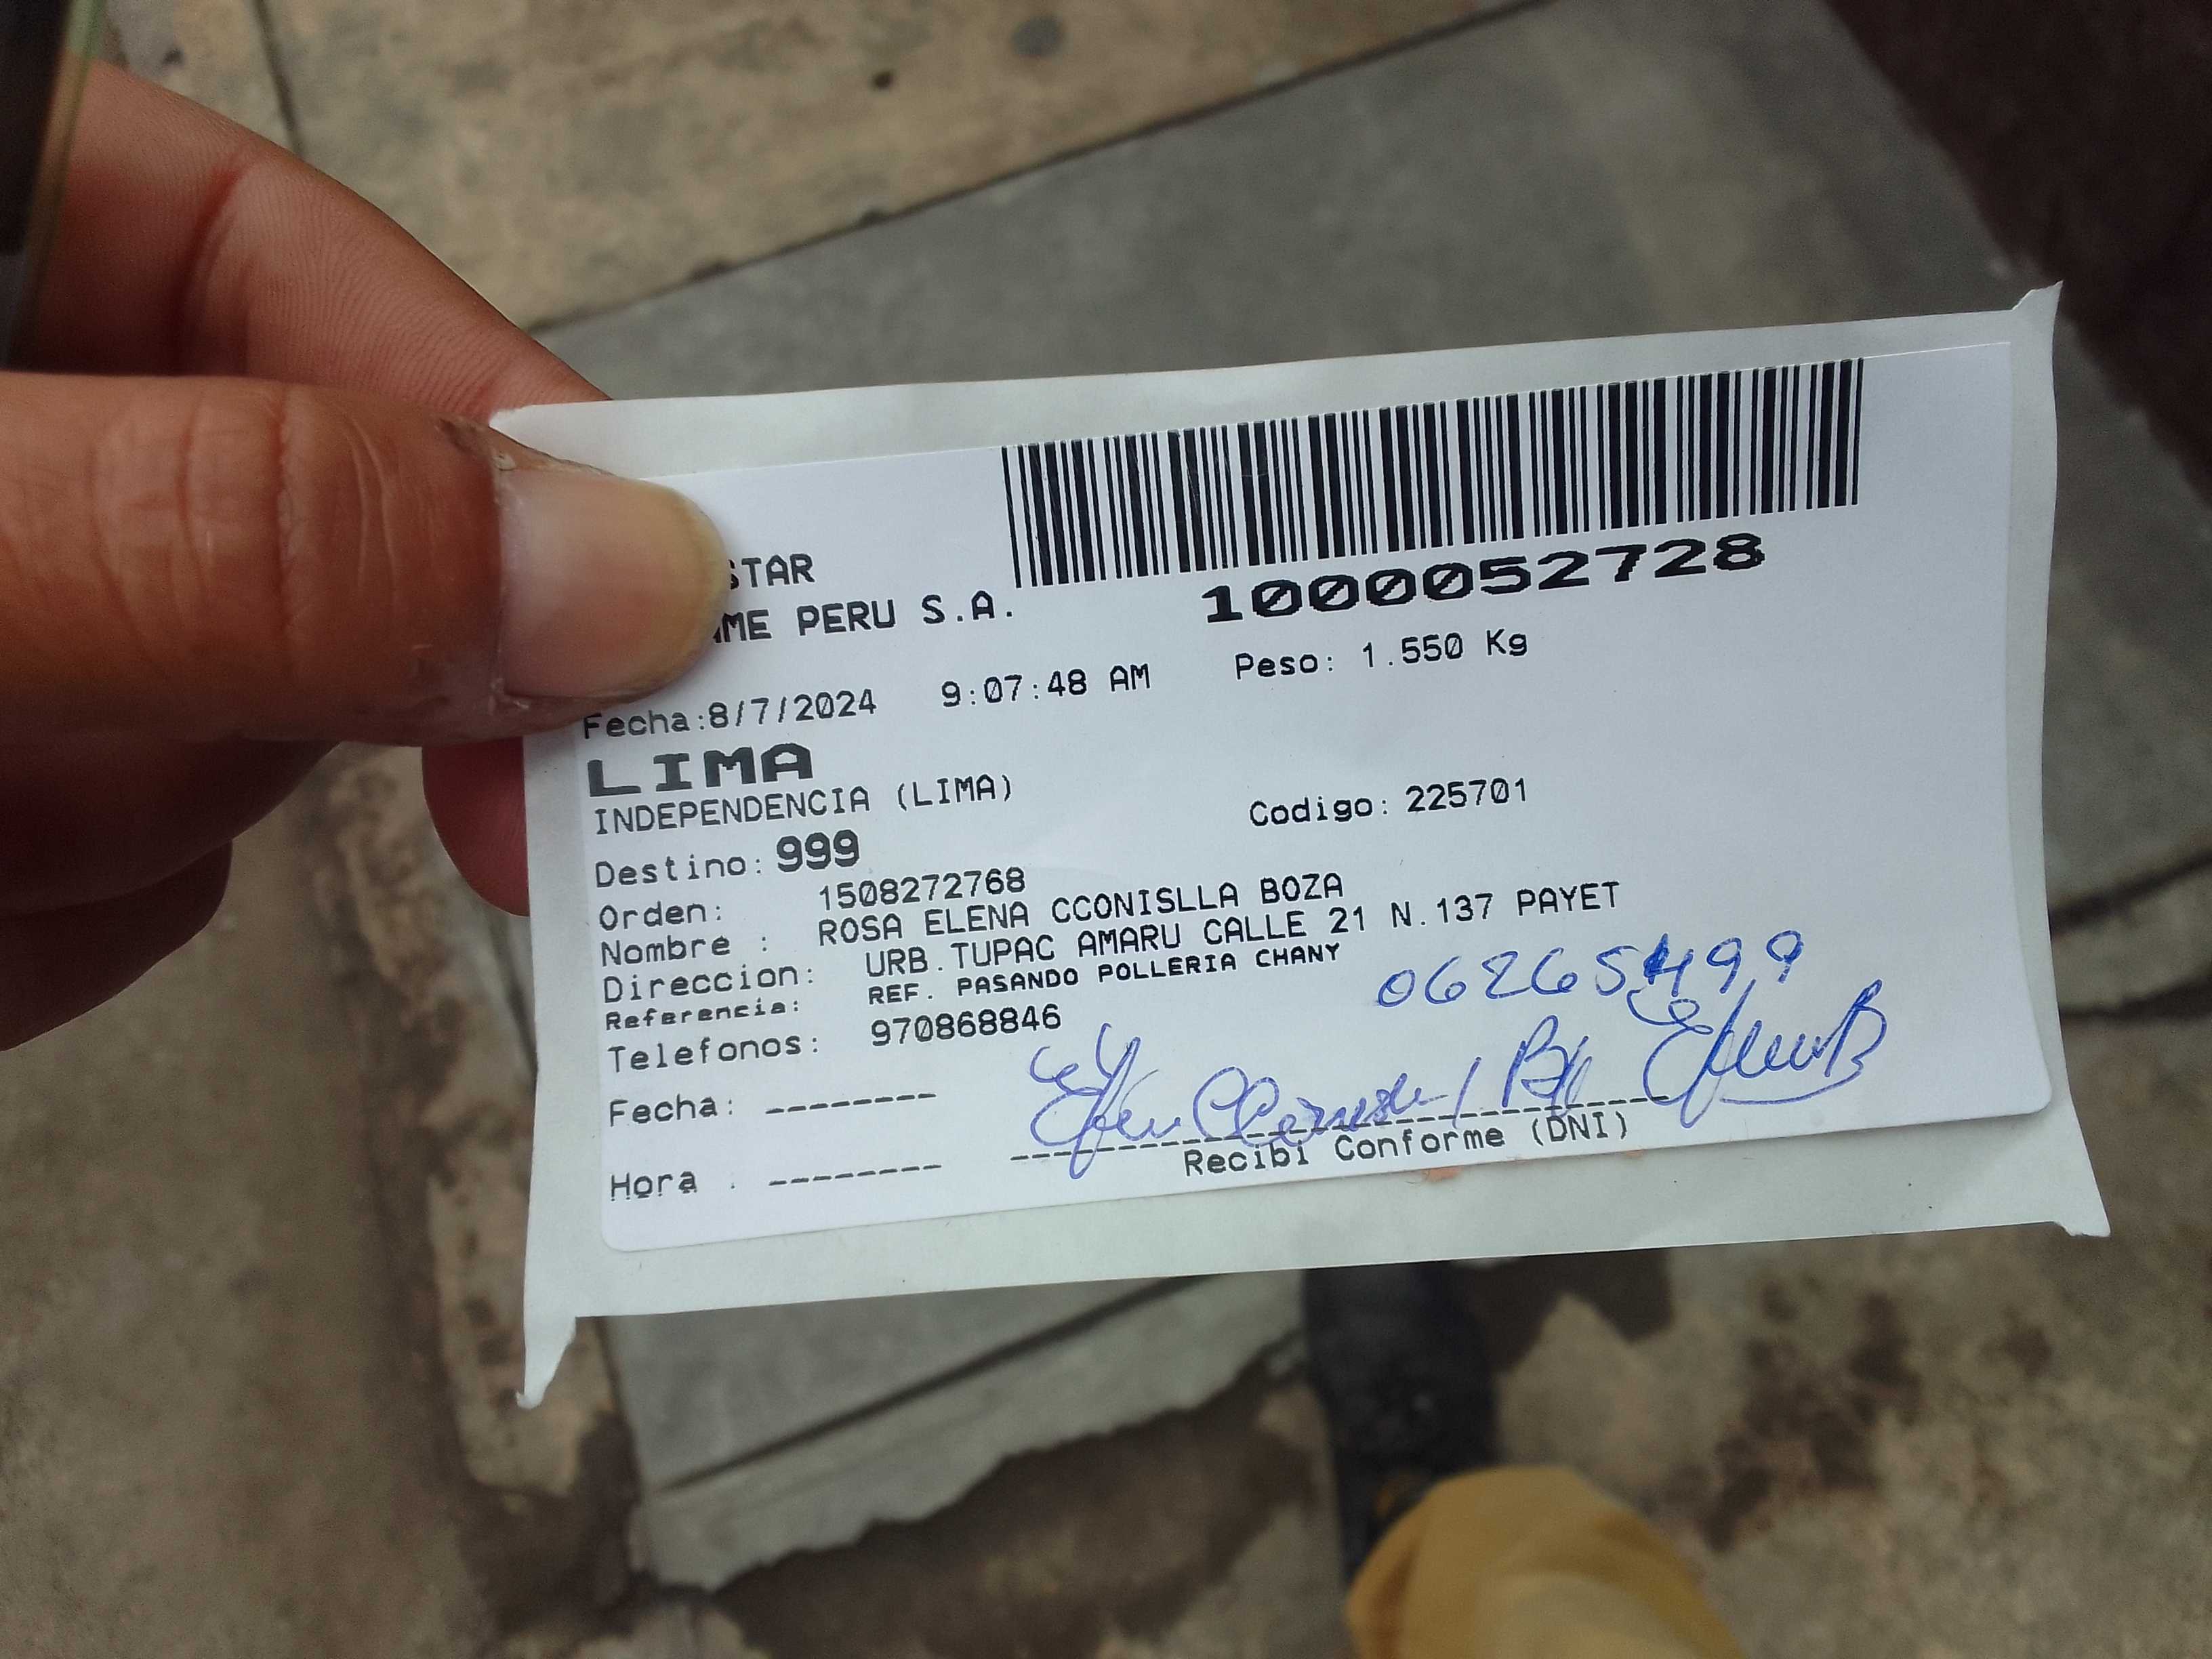 STAR
ME PERU S.A.
1000052728
Fecha:8/7/2024 9:07:48 AM Peso: 1.550 Kg
LIMA
INDEPENDENCIA (LIMA) Codigo: 225701
Destino: 999
Orden: 1508272768
Nombre : ROSA ELENA CCONISLLA BOZA
Direccion: URB.TUPAC AMARU CALLE 21 N.137 PAYET
Referencia: REF. PASANDO POLLERIA CHANY
Telefonos: 970868846
06265499
Fecha: --------
Hora . --------
Recibi Conforme (DNI)